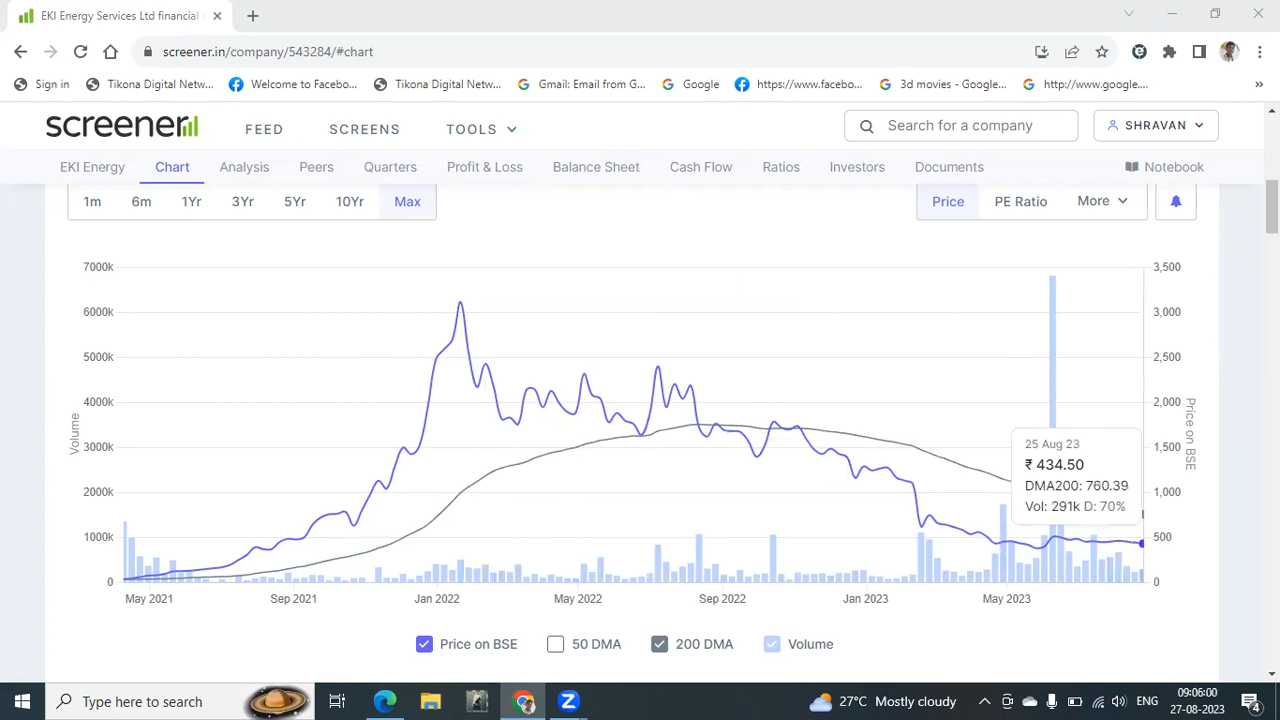 EKI Energy Services Ltd financial
screener.in/company/543284/#chart
Sign in Tikona Digital Netw... Welcome to Facebo... Tikona Digital Netw... Gmail: Email from G... Google https://www.facebo... 3d movies - Google... http://www.google....
screener FEED SCREENS TOOLS Search for a company SHRAVAN
EKI Energy Chart Analysis Peers Quarters Profit & Loss Balance Sheet Cash Flow Ratios Investors Documents Notebook
1m 6m 1Yr 3Yr 5Yr 10Yr Max Price PE Ratio More
7000k 3,500
6000k 3,000
5000k 2,500
4000k 2,000
Volume
Price on BSE
3000k 1,500
25 Aug 23
₹ 434.50
DMA200: 760.39
2000k 1,000
Vol: 291k D: 70%
1000k 500
0 0
May 2021 Sep 2021 Jan 2022 May 2022 Sep 2022 Jan 2023 May 2023
Price on BSE 50 DMA 200 DMA Volume
Type here to search 27°C Mostly cloudy ENG 09:06:00
27-08-2023 4